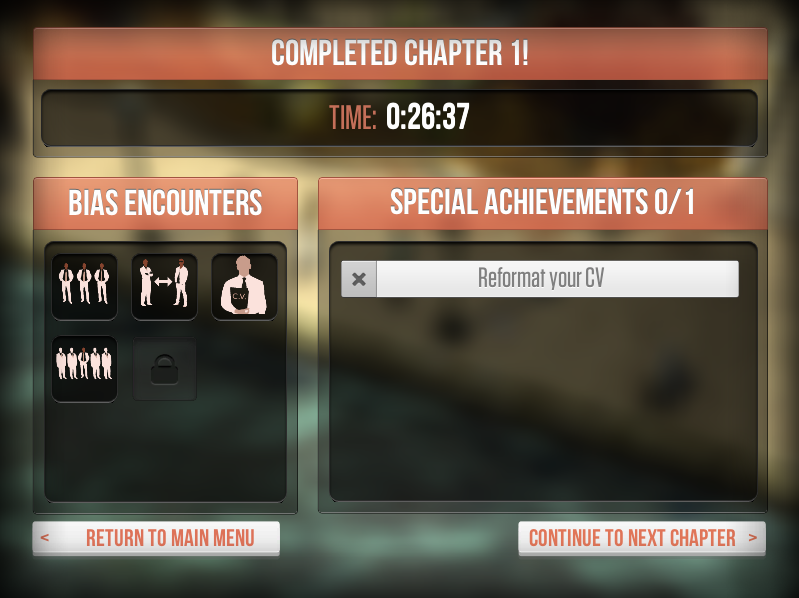 COMPLETED CHAPTER 1!
TIME: 0:26:37
BIAS ENCOUNTERS
SPECIAL ACHIEVEMENTS 0/1
C.V.
Reformat your CV
< RETURN TO MAIN MENU
CONTINUE TO NEXT CHAPTER >